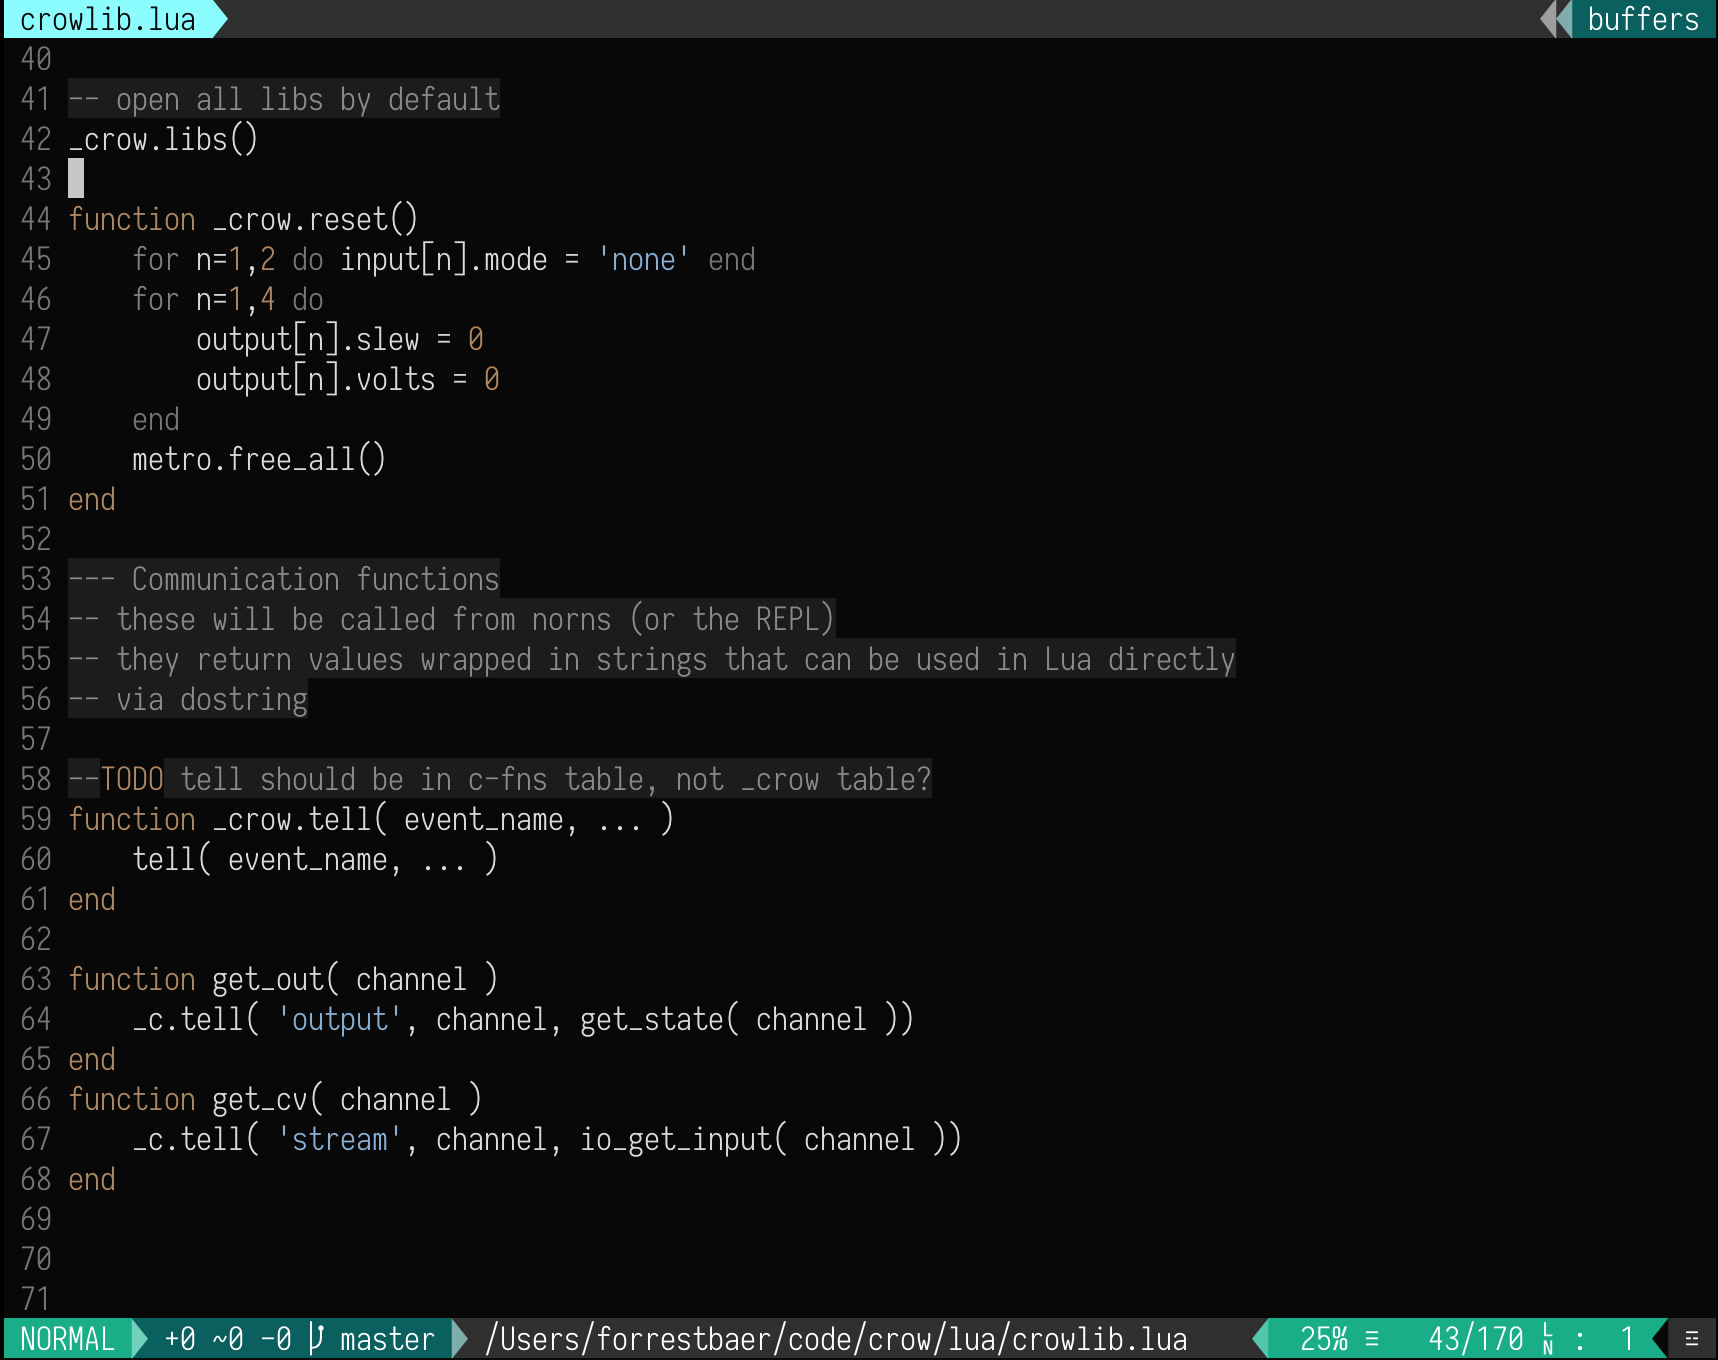 crowlib.lua buffers
40
41 -- open all libs by default
42 _crow.libs()
43
44 function _crow.reset()
45     for n=1,2 do input[n].mode = 'none' end
46     for n=1,4 do
47         output[n].slew = 0
48         output[n].volts = 0
49     end
50     metro.free_all()
51 end
52
53 --- Communication functions
54 -- these will be called from norns (or the REPL)
55 -- they return values wrapped in strings that can be used in Lua directly
56 -- via dostring
57
58 --TODO tell should be in c-fns table, not _crow table?
59 function _crow.tell( event_name, ... )
60     tell( event_name, ... )
61 end
62
63 function get_out( channel )
64     _c.tell( 'output', channel, get_state( channel ))
65 end
66 function get_cv( channel )
67     _c.tell( 'stream', channel, io_get_input( channel ))
68 end
69
70
71
NORMAL +0 ~0 -0 master /Users/forrestbaer/code/crow/lua/crowlib.lua 25% ≡ 43/170 LN : 1 ☲